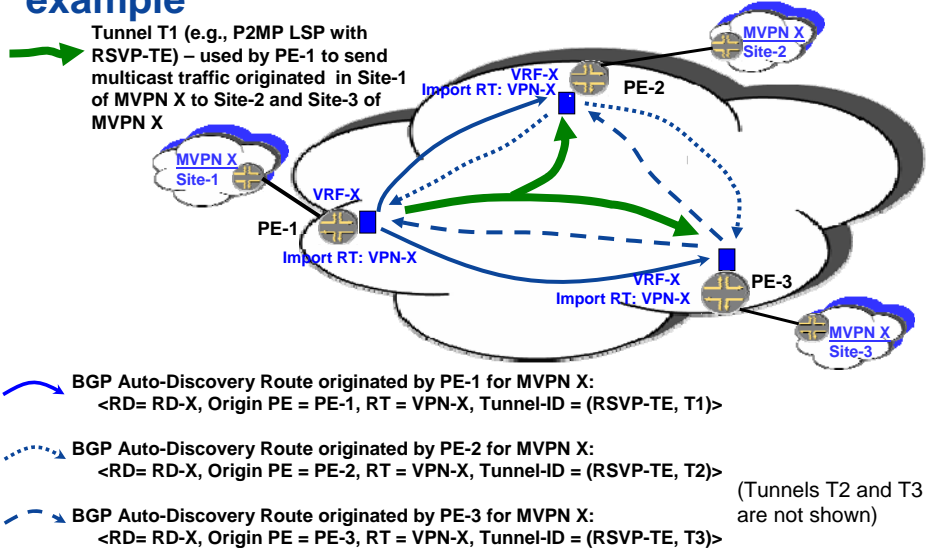 example
Tunnel T1 (e.g., P2MP LSP with
RSVP-TE) – used by PE-1 to send
multicast traffic originated in Site-1
of MVPN X to Site-2 and Site-3 of
MVPN X
MVPN X
Site-2
VRF-X
Import RT: VPN-X
PE-2
MVPN X
Site-1
VRF-X
PE-1
Import RT: VPN-X
VRF-X
Import RT: VPN-X
PE-3
MVPN X
Site-3
BGP Auto-Discovery Route originated by PE-1 for MVPN X:
<RD= RD-X, Origin PE = PE-1, RT = VPN-X, Tunnel-ID = (RSVP-TE, T1)>
BGP Auto-Discovery Route originated by PE-2 for MVPN X:
<RD= RD-X, Origin PE = PE-2, RT = VPN-X, Tunnel-ID = (RSVP-TE, T2)>
(Tunnels T2 and T3
are not shown)
BGP Auto-Discovery Route originated by PE-3 for MVPN X:
<RD= RD-X, Origin PE = PE-3, RT = VPN-X, Tunnel-ID = (RSVP-TE, T3)>